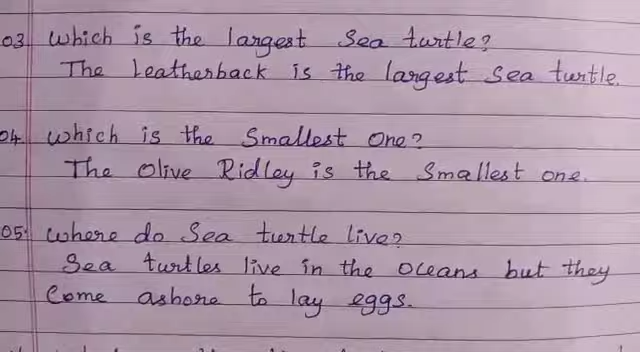 03. Which is the largest Sea turtle?
The Leatherback is the largest Sea turtle.
04. Which is the Smallest One?
The Olive Ridley is the Smallest one.
05. Where do Sea turtle live?
Sea turtles live in the oceans but they
Come ashore to lay eggs.